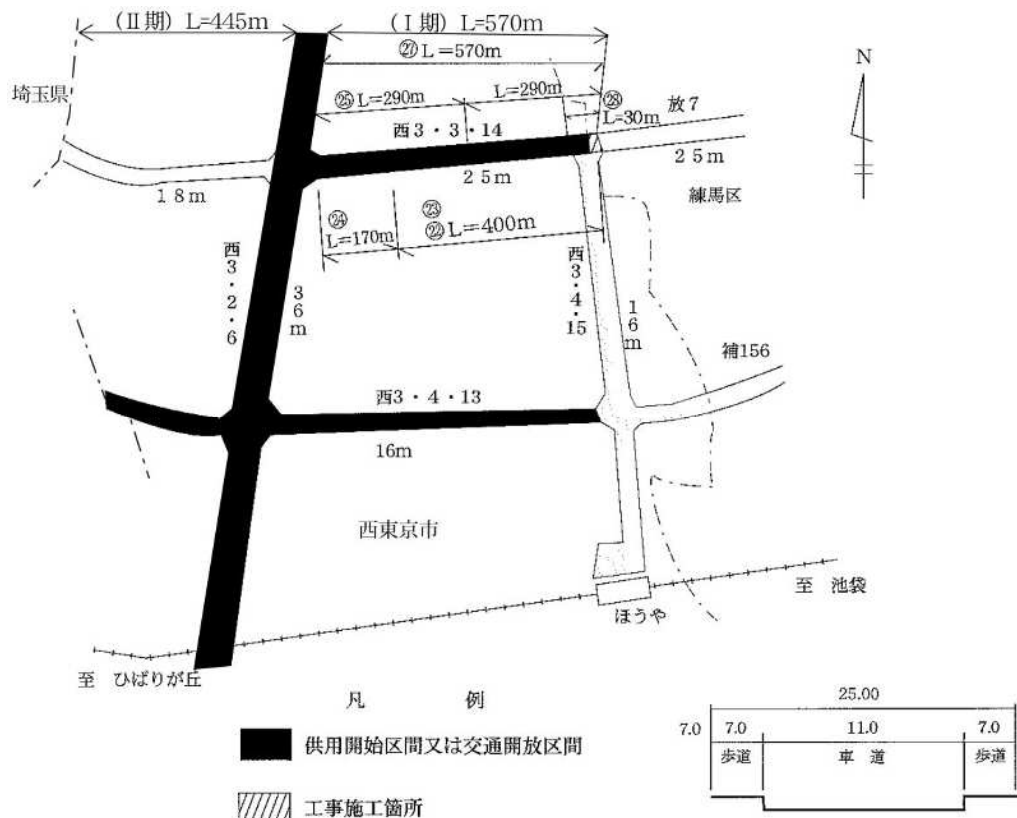 (Ⅱ期) L=445m
(Ⅰ期) L=570m
㉗ L=570m
N
埼玉県
㉕ L=290m
L=290m
㉘
L=30m
放7
西3・3・14
25m
25m
18m
練馬区
㉔
L=170m
㉓
㉒ L=400m
西3・2・6
36m
西3・4・15
16m
補156
西3・4・13
16m
西東京市
至 池袋
ほうや
至 ひばりが丘
凡 例
供用開始区間又は交通開放区間
工事施工箇所
25.00
7.0 7.0 11.0 7.0
歩道 車道 歩道